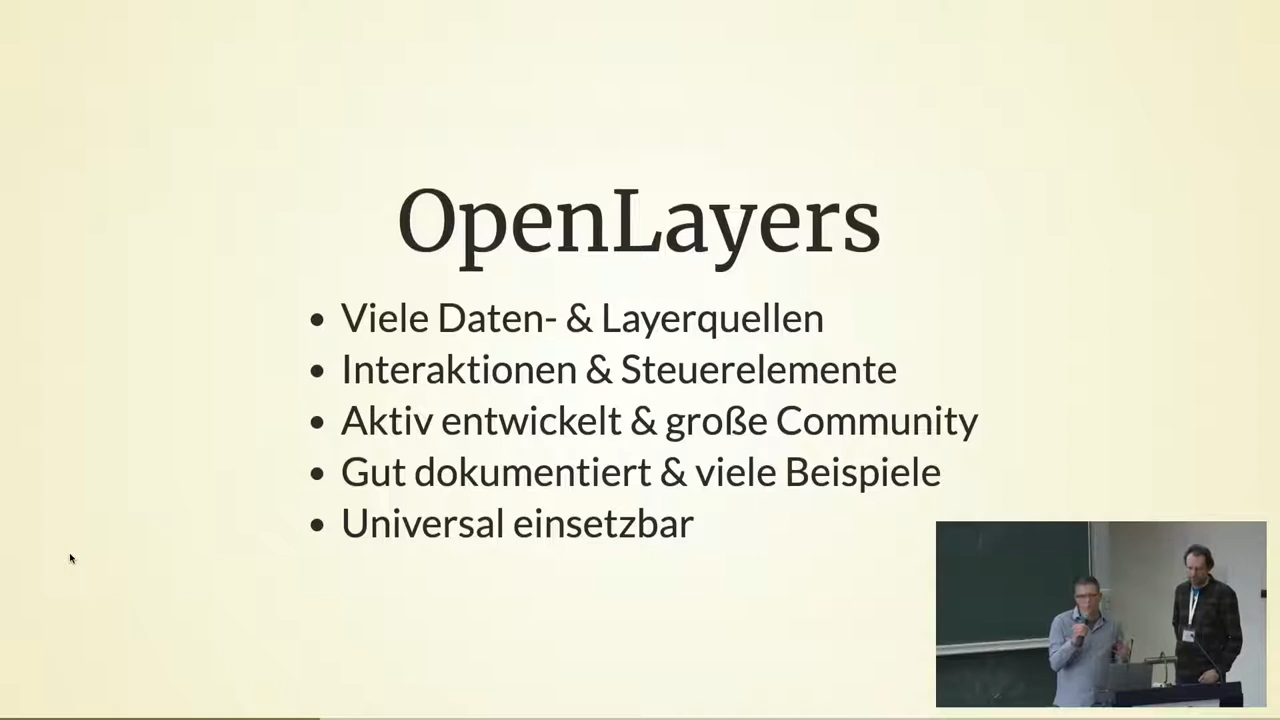 OpenLayers
Viele Daten- & Layerquellen
Interaktionen & Steuerelemente
Aktiv entwickelt & große Community
Gut dokumentiert & viele Beispiele
Universal einsetzbar